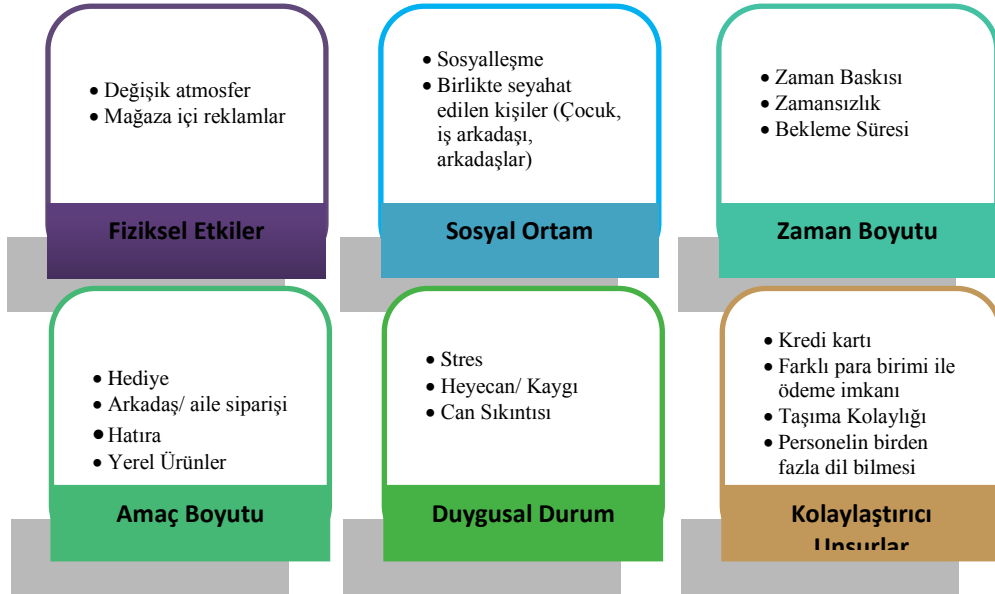 • Değişik atmosfer
• Mağaza içi reklamlar
Fiziksel Etkiler
• Sosyalleşme
• Birlikte seyahat
edilen kişiler (Çocuk,
iş arkadaşı,
arkadaşlar)
Sosyal Ortam
• Zaman Baskısı
• Zamansızlık
• Bekleme Süresi
Zaman Boyutu
• Hediye
• Arkadaş/ aile siparişi
• Hatıra
• Yerel Ürünler
Amaç Boyutu
• Stres
• Heyecan/ Kaygı
• Can Sıkıntısı
Duygusal Durum
• Kredi kartı
• Farklı para birimi ile
ödeme imkanı
• Taşıma Kolaylığı
• Personelin birden
fazla dil bilmesi
Kolaylaştırıcı
Unsurlar